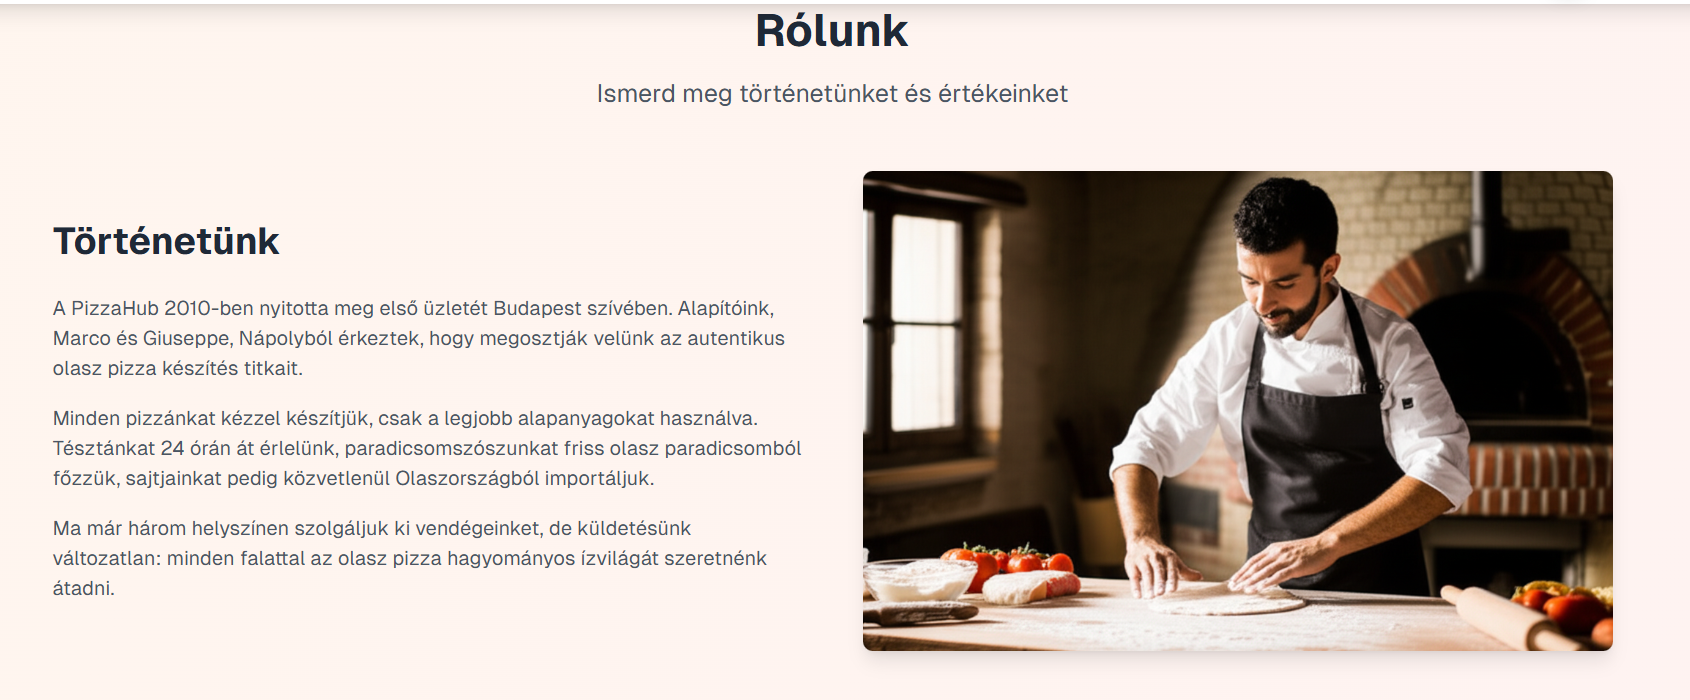 Rólunk
Ismerd meg történetünket és értékeinket
Történetünk
A PizzaHub 2010-ben nyitotta meg első üzletét Budapest szívében. Alapítóink,
Marco és Giuseppe, Nápolyból érkeztek, hogy megosztják velünk az autentikus
olasz pizza készítés titkait.
Minden pizzánkat kézzel készítjük, csak a legjobb alapanyagokat használva.
Tésztánkat 24 órán át érlelünk, paradicsomszószunkat friss olasz paradicsomból
főzzük, sajtjainkat pedig közvetlenül Olaszországból importáljuk.
Ma már három helyszínen szolgáljuk ki vendégeinket, de küldetésünk
változatlan: minden falattal az olasz pizza hagyományos ízvilágát szeretnénk
átadni.